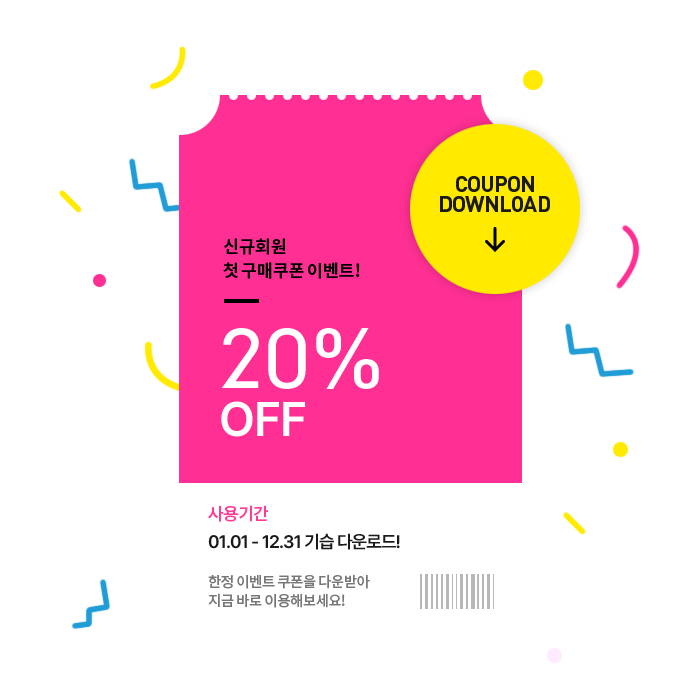 COUPON
DOWNLOAD
신규회원
첫 구매쿠폰 이벤트!
20%
OFF
사용기간
01.01 - 12.31 기습 다운로드!
한정 이벤트 쿠폰을 다운받아
지금 바로 이용해보세요!